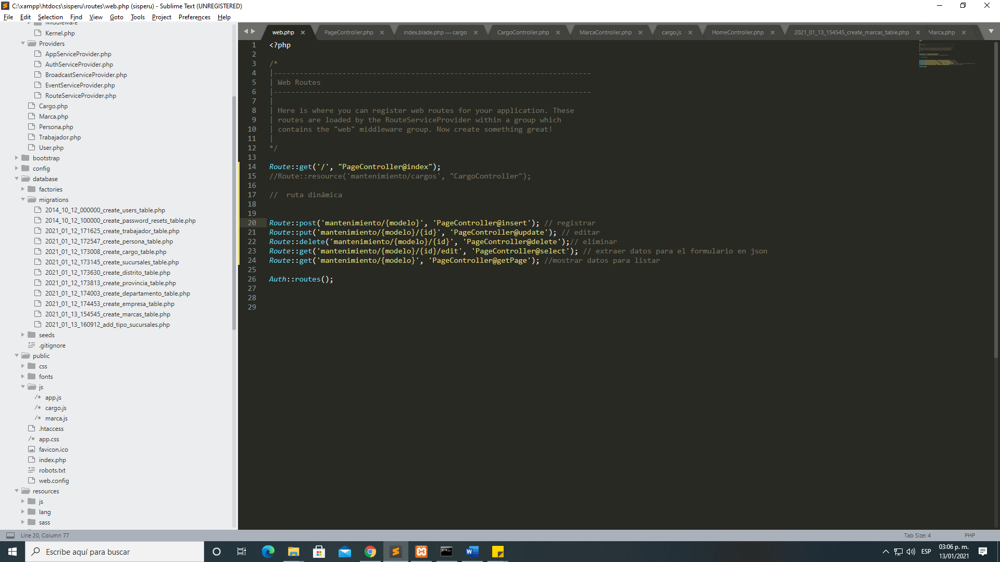 C:\xampp\htdocs\sisperu\routes\web.php (sisperu) - Sublime Text (UNREGISTERED)
File Edit Selection Find View Goto Tools Project Preferences Help
Middleware
Kernel.php
Providers
AppServiceProvider.php
AuthServiceProvider.php
BroadcastServiceProvider.php
EventServiceProvider.php
RouteServiceProvider.php
Cargo.php
Marca.php
Persona.php
Trabajador.php
User.php
bootstrap
config
database
factories
migrations
2014_10_12_000000_create_users_table.php
2014_10_12_100000_create_password_resets_table.php
2021_01_12_171625_create_trabajador_table.php
2021_01_12_172547_create_persona_table.php
2021_01_12_173008_create_cargo_table.php
2021_01_12_173145_create_sucursales_table.php
2021_01_12_173630_create_distrito_table.php
2021_01_12_173813_create_provincia_table.php
2021_01_12_174003_create_departamento_table.php
2021_01_12_174453_create_empresa_table.php
2021_01_13_154545_create_marcas_table.php
2021_01_13_160912_add_tipo_sucursales.php
seeds
.gitignore
public
css
fonts
js
/* app.js
/* cargo.js
/* marca.js
.htaccess
/* app.css
favicon.ico
index.php
robots.txt
web.config
resources
js
lang
sass
web.php PageController.php index.blade.php — cargo CargoController.php MarcaController.php cargo.js HomeController.php 2021_01_13_154545_create_marcas_table.php Marca.php
1 <?php
2
3 /*
4 |--------------------------------------------------------------------------
5 | Web Routes
6 |--------------------------------------------------------------------------
7 |
8 | Here is where you can register web routes for your application. These
9 | routes are loaded by the RouteServiceProvider within a group which
10 | contains the "web" middleware group. Now create something great!
11 |
12 */
13
14 Route::get('/', "PageController@index");
15 //Route::resource('mantenimiento/cargos', "CargoController");
16
17 //  ruta dinámica
18
19
20 Route::post('mantenimiento/{modelo}', 'PageController@insert'); // registrar
21 Route::put('mantenimiento/{modelo}/{id}', 'PageController@update'); // editar
22 Route::delete('mantenimiento/{modelo}/{id}', 'PageController@delete');// eliminar
23 Route::get('mantenimiento/{modelo}/{id}/edit', 'PageController@select'); // extraer datos para el formulario en json
24 Route::get('mantenimiento/{modelo}', 'PageController@getPage'); //mostrar datos para listar
25
26 Auth::routes();
27
28
29
Line 20, Column 77 Tab Size: 4 PHP
Escribe aquí para buscar
ESP
03:06 p. m.
13/01/2021